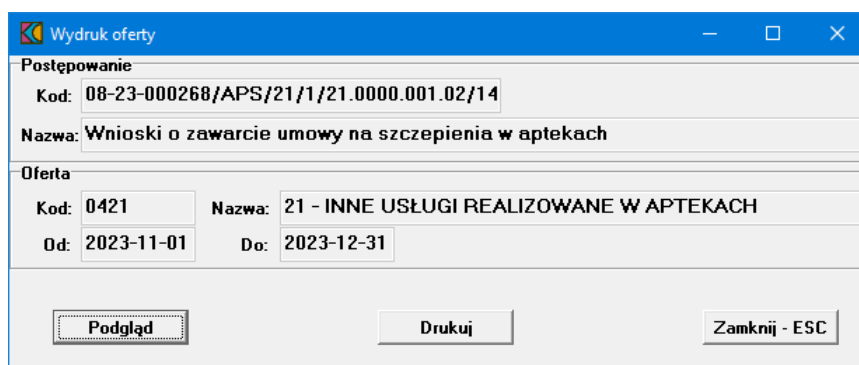 Wydruk oferty
Postępowanie
Kod: 08-23-000268/APS/21/1/21.0000.001.02/14
Nazwa: Wnioski o zawarcie umowy na szczepienia w aptekach
Oferta
Kod: 0421 Nazwa: 21 - INNE USŁUGI REALIZOWANE W APTEKACH
Od: 2023-11-01 Do: 2023-12-31
Podgląd Drukuj Zamknij - ESC